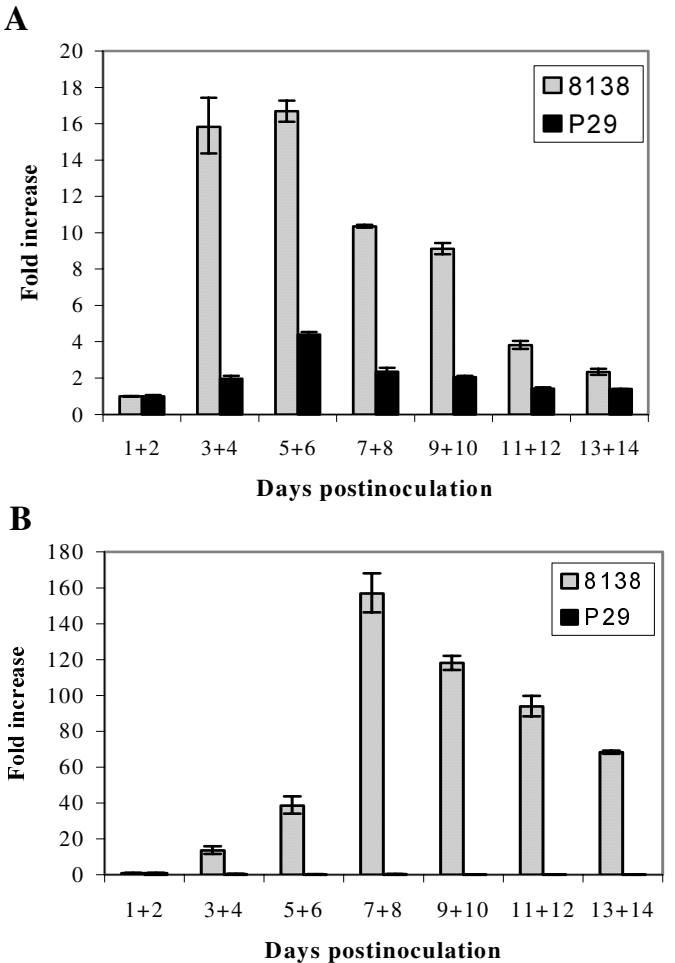 A
20
18
16
14
12
10
8
6
4
2
0
Fold increase
8138
P29
1+2 3+4 5+6 7+8 9+10 11+12 13+14
Days postinoculation
B
180
160
140
120
100
80
60
40
20
0
Fold increase
8138
P29
1+2 3+4 5+6 7+8 9+10 11+12 13+14
Days postinoculation